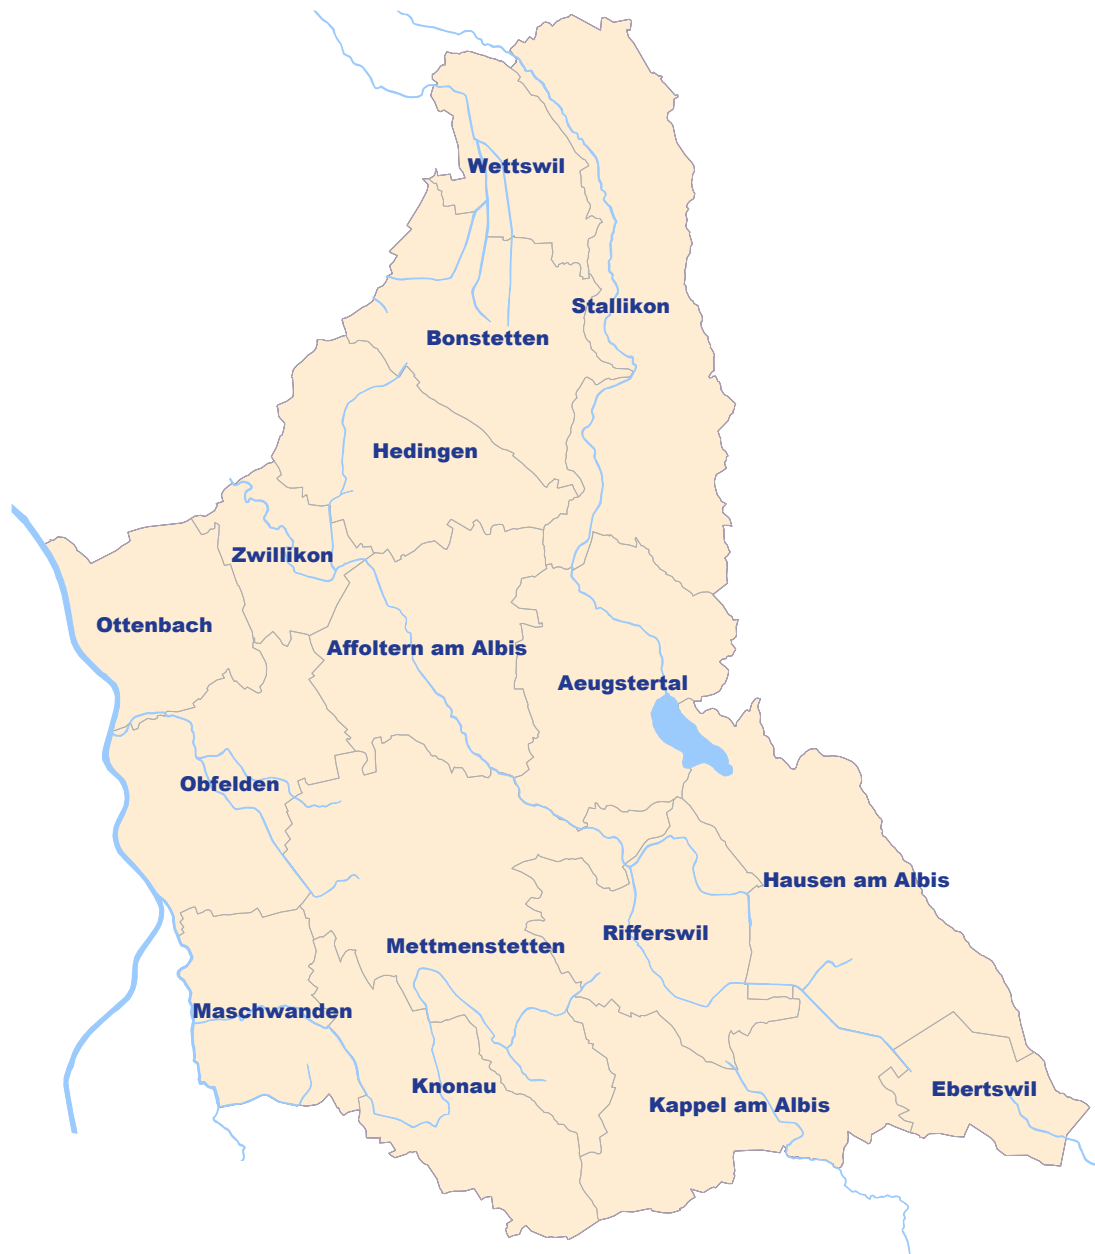 Wettswil
Stallikon
Bonstetten
Hedingen
Zwillikon
Ottenbach
Affoltern am Albis
Aeugstertal
Obfelden
Hausen am Albis
Rifferswil
Mettmenstetten
Maschwanden
Knonau
Ebertswil
Kappel am Albis